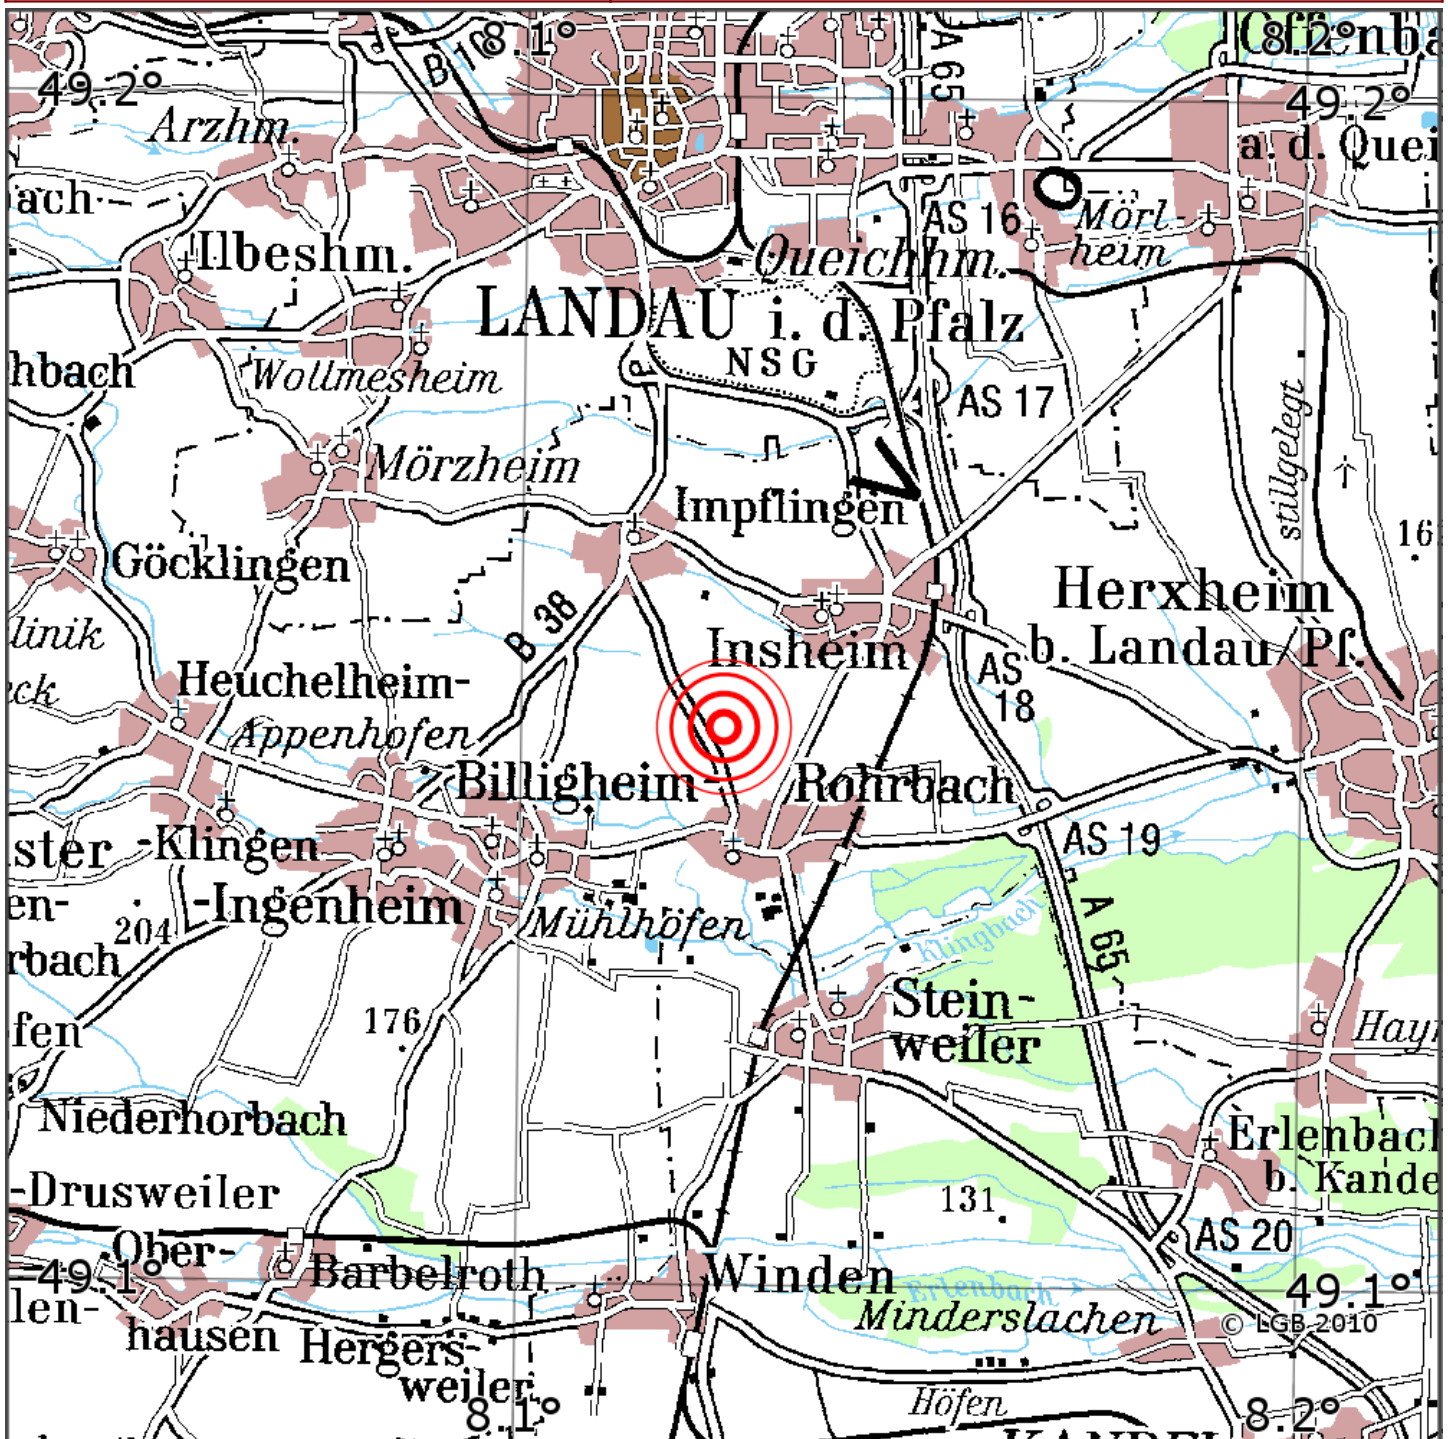 8.1°
8.2°
Offenba
B 10
A 65
49.2°
49.2°
Arzhm.
a. d. Quei
ach
AS 16
Mörl-
heim
Ilbeshm.
Queichhm.
LANDAU i. d. Pfalz
NSG
hbach
Wollmesheim
AS 17
stillgelegt
Mörzheim
Impflingen
16
Göcklingen
Herxheim
b. Landau/Pf.
linik
B 38
Insheim
AS
18
eck
Heuchelheim-
Appenhofen
Billigheim-
Rohrbach
AS 19
ster
-Klingen
en-
204
-Ingenheim
Mühlhofen
Klingbach
A 65
rbach
176
Stein-
weiler
fen
Hayn
Niederhorbach
Erlenbach
b. Kande
-Drusweiler
131
AS 20
Ober-
49.1°
Barbelroth
Winden
Erlenbach
49.1°
len-
hausen
Hergers-
weiler
Minderslachen
© LGB 2010
8.1°
Höfen
8.2°
KANDEL